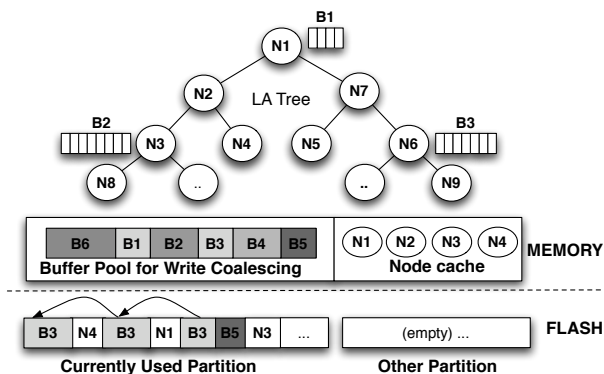 B1
N1
N2
LA Tree
N7
B2
B3
N3
N4
N5
N6
N8
..
..
N9
B6 B1 B2 B3 B4 B5
N1 N2 N3 N4
MEMORY
Buffer Pool for Write Coalescing
Node cache
B3 N4 B3 N1 B3 B5 N3 ...
(empty) ...
FLASH
Currently Used Partition
Other Partition